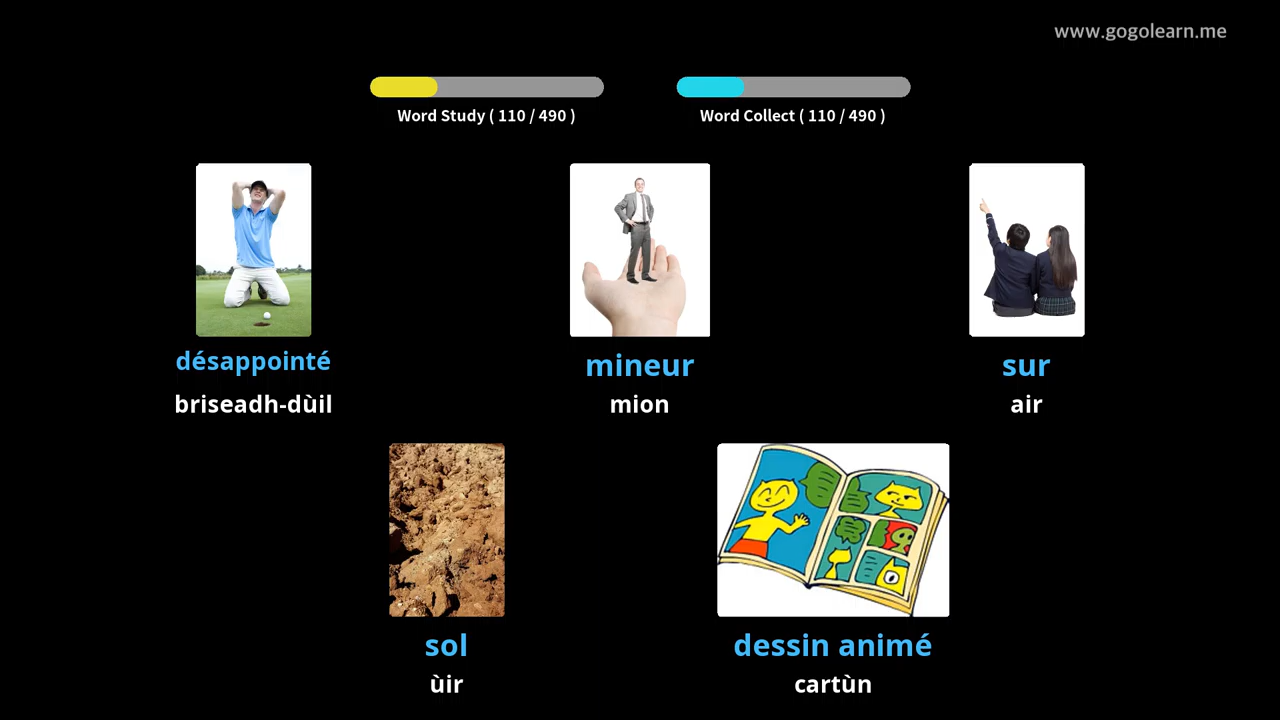 www.gogolearn.me
Word Study ( 110 / 490 )
Word Collect ( 110 / 490 )
désappointé
mineur
sur
briseadh-dùil
mion
air
sol
dessin animé
ùir
cartùn